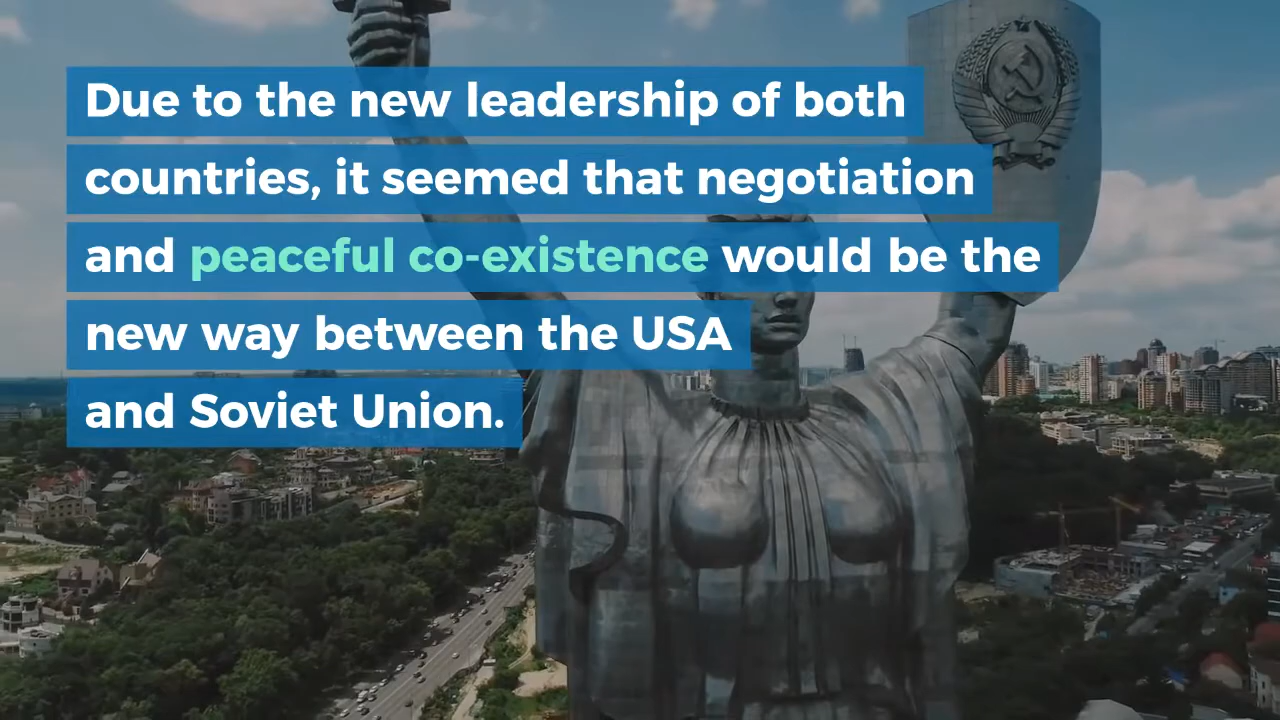 Due to the new leadership of both
countries, it seemed that negotiation
and peaceful co-existence would be the
new way between the USA
and Soviet Union.